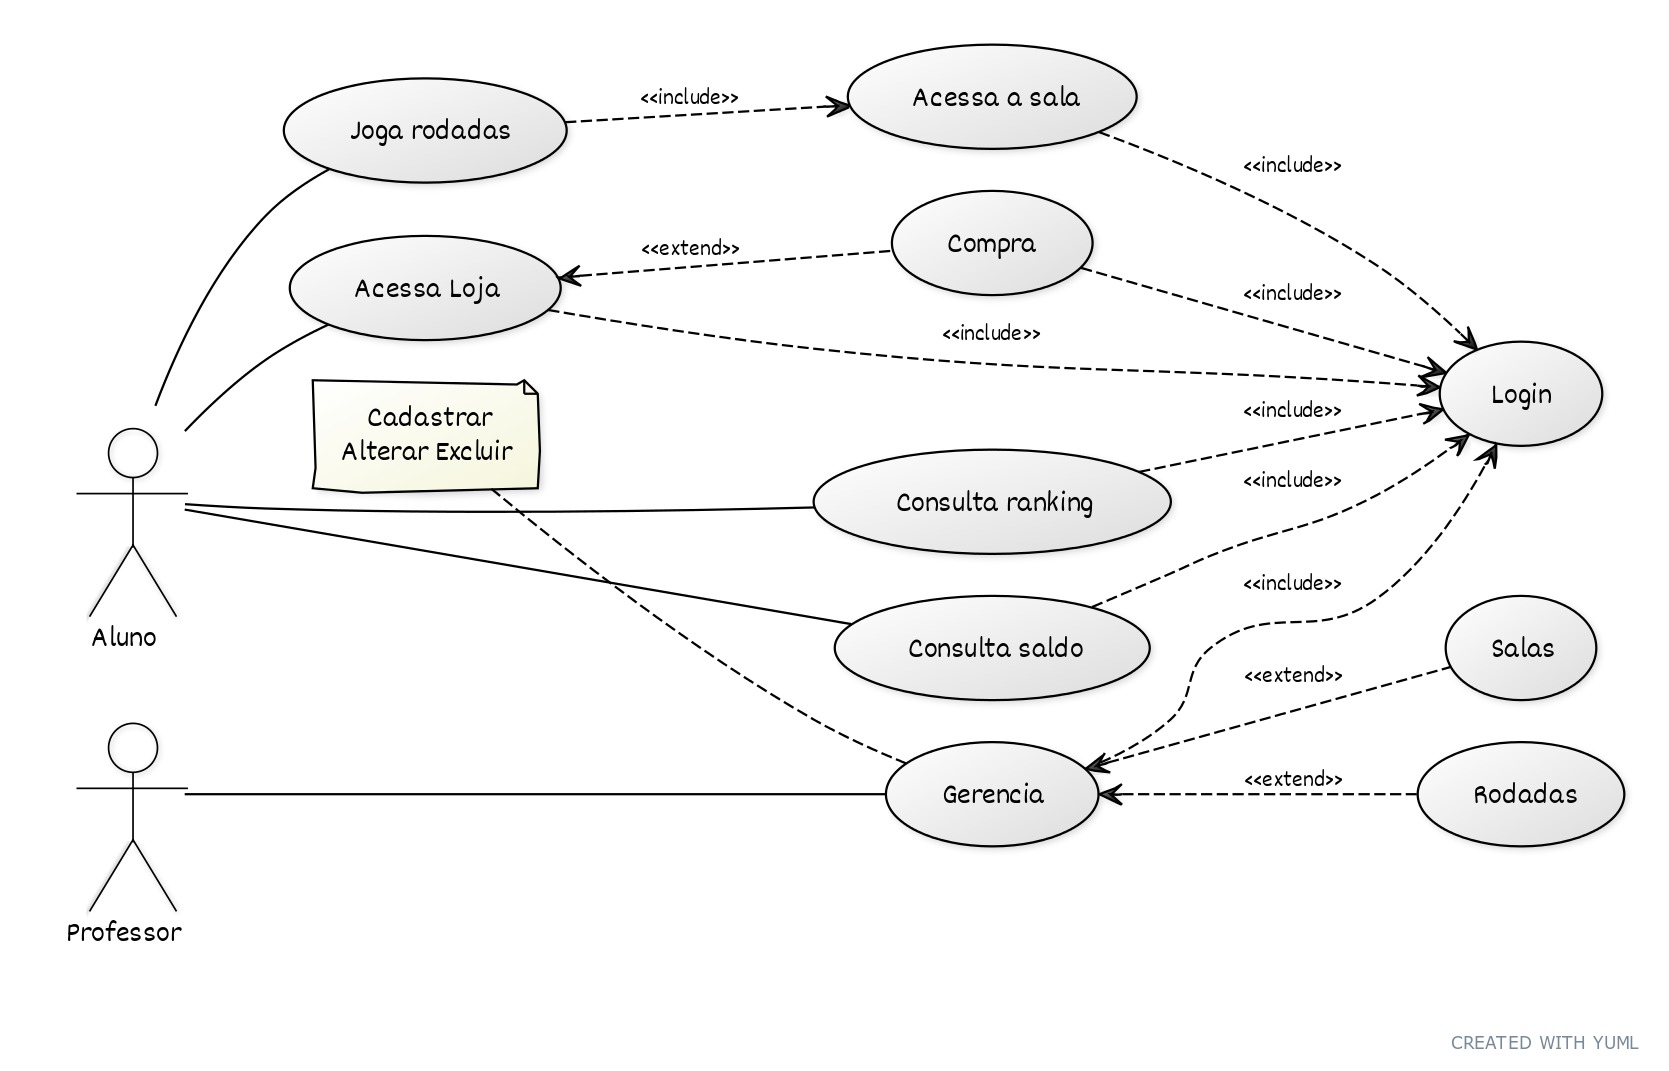 Joga rodadas
<<include>>
Acessa a sala
<<include>>
Compra
<<extend>>
Acessa Loja
<<include>>
<<include>>
Login
Cadastrar
Alterar Excluir
<<include>>
Consulta ranking
<<include>>
<<include>>
Aluno
Consulta saldo
Salas
<<extend>>
<<extend>>
Gerencia
Rodadas
Professor
CREATED WITH YUML